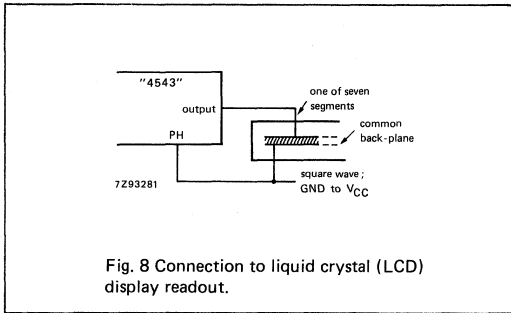 "4543"
output
PH
one of seven
segments
common
back-plane
square wave;
GND to VCC
7Z93281
Fig. 8 Connection to liquid crystal (LCD)
display readout.